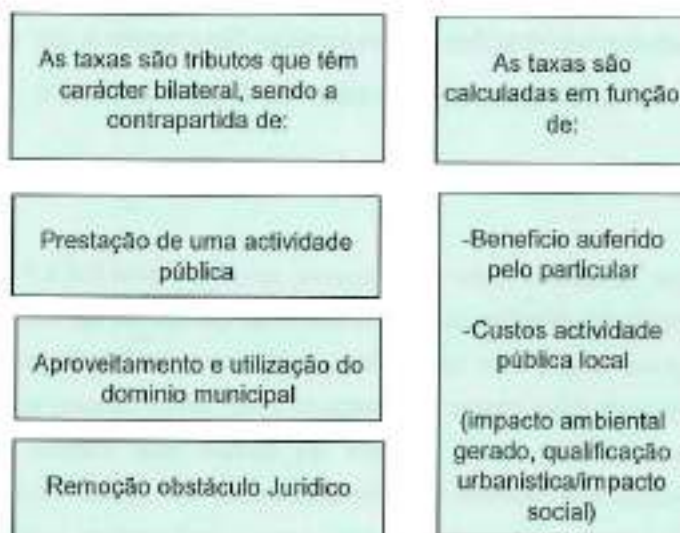 As taxas são tributos que têm
carácter bilateral, sendo a
contrapartida de:
Prestação de uma actividade
pública
Aproveitamento e utilização do
dominio municipal
Remoção obstáculo Jurídico
As taxas são
calculadas em função
de:
-Beneficio auferido
pelo particular
-Custos actividade
pública local
(impacto ambiental
gerado, qualificação
urbanistica/impacto
social)